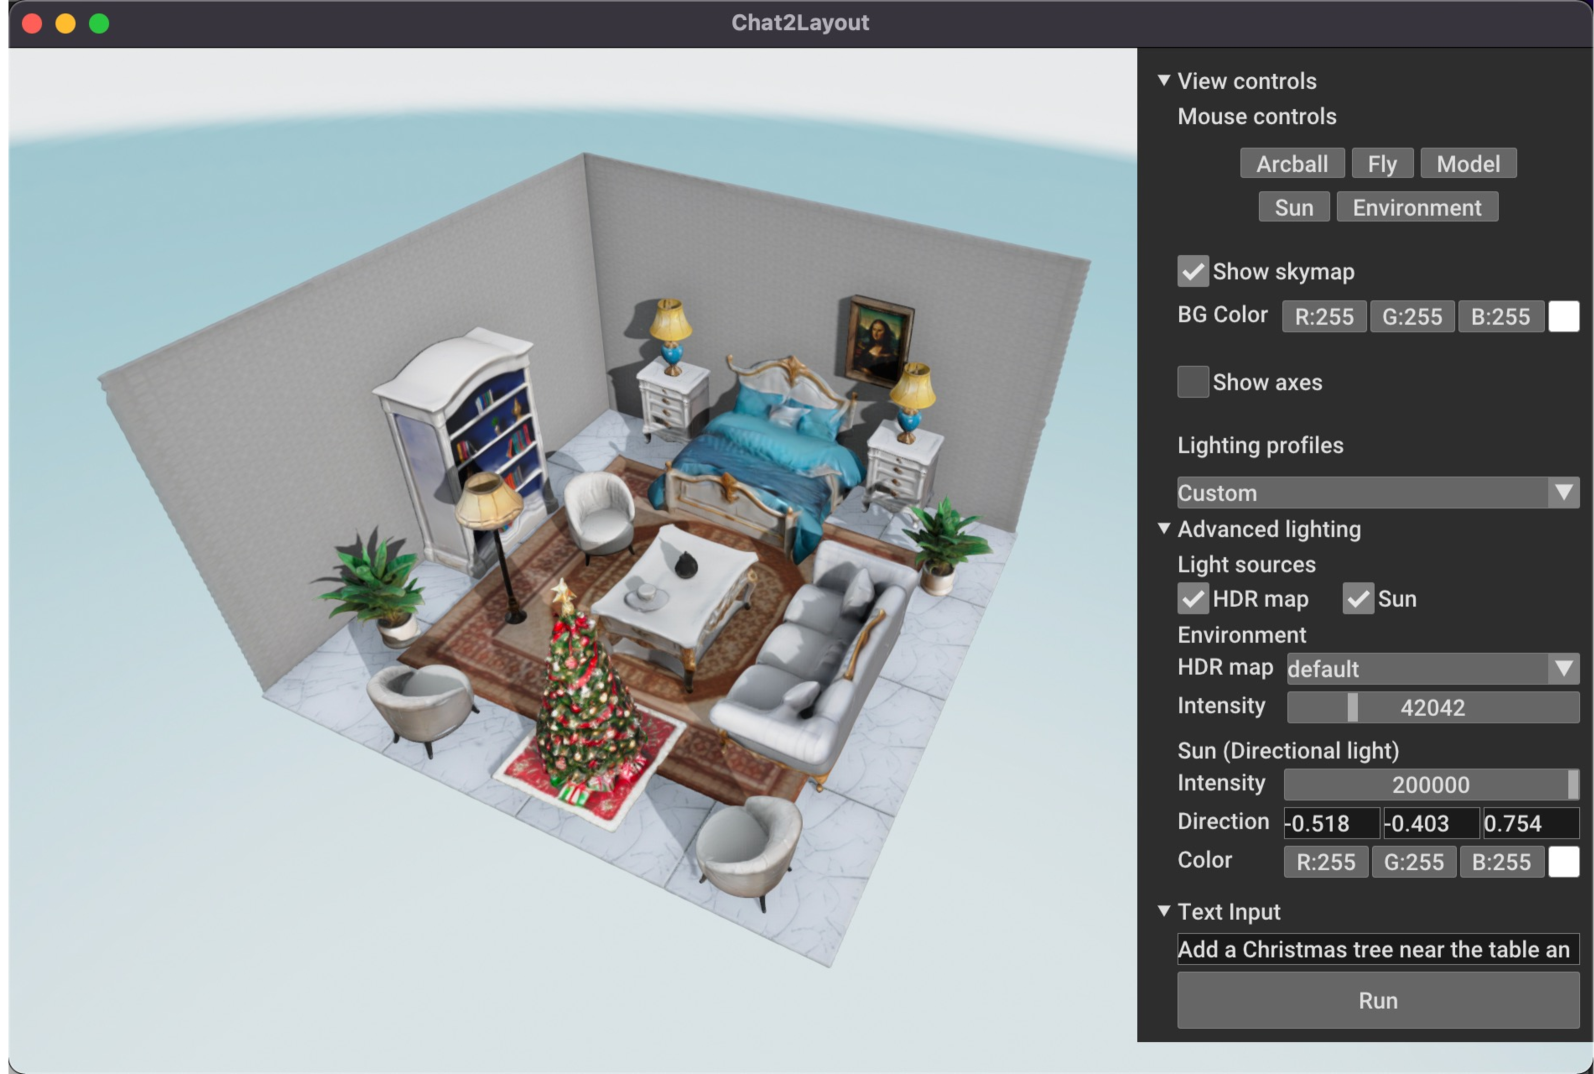 Chat2Layout
View controls
Mouse controls
Arcball Fly Model
Sun Environment
Show skymap
BG Color R:255 G:255 B:255
Show axes
Lighting profiles
Custom
Advanced lighting
Light sources
HDR map Sun
Environment
HDR map default
Intensity 42042
Sun (Directional light)
Intensity 200000
Direction -0.518 -0.403 0.754
Color R:255 G:255 B:255
Text Input
Add a Christmas tree near the table an
Run